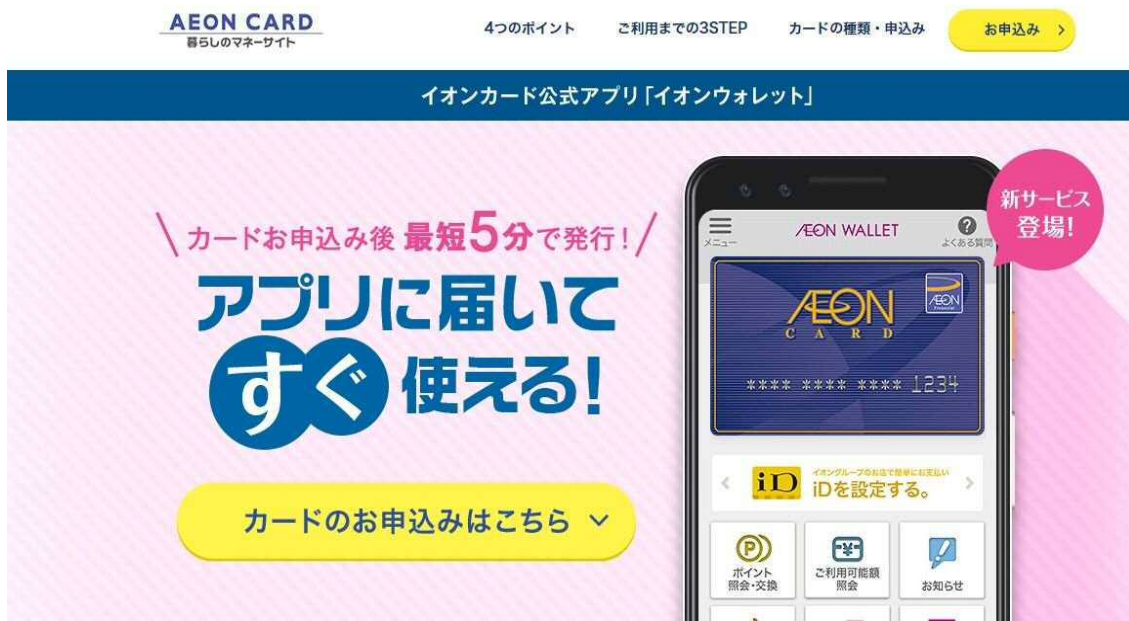 AEON CARD
暮らしのマネーサイト
4つのポイント
ご利用までの3STEP
カードの種類・申込み
お申込み
イオンカード公式アプリ「イオンウォレット」
カードお申込み後 最短5分で発行!
アプリに届いて
すぐ使える!
カードのお申込みはこちら
新サービス
登場!
メニュー
ÆON WALLET
?
よくある質問
ÆON
CARD
ÆON
Financial
**** **** **** 1234
iD
イオングループのお店で簡単にお支払い
iDを設定する。
P
ポイント
照会・交換
¥
ご利用可能額
照会
お知らせ